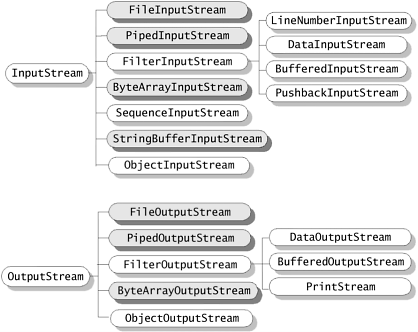 InputStream
FileInputStream
PipedInputStream
FilterInputStream
ByteArrayInputStream
SequenceInputStream
StringBufferInputStream
ObjectInputStream
LineNumberInputStream
DataInputStream
BufferedInputStream
PushbackInputStream
OutputStream
FileOutputStream
PipedOutputStream
FilterOutputStream
ByteArrayOutputStream
ObjectOutputStream
DataOutputStream
BufferedOutputStream
PrintStream